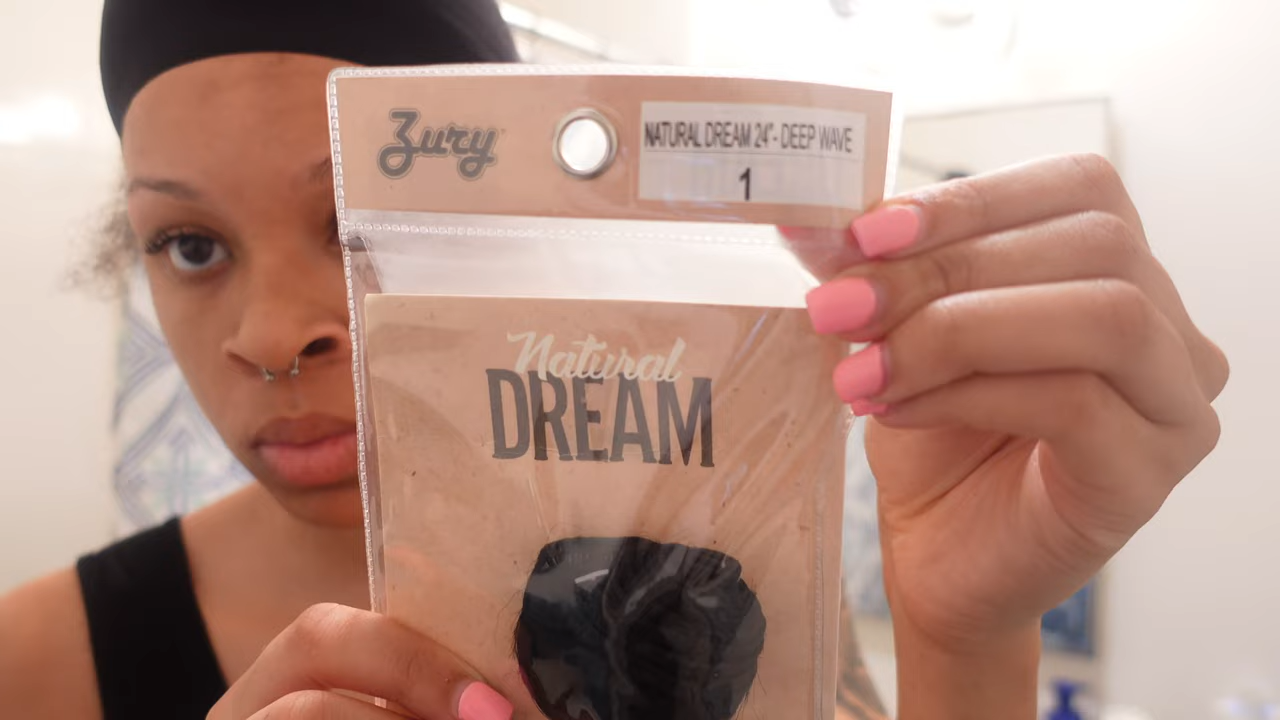 Zury
NATURAL DREAM 24"- DEEP WAVE
1
Natural
DREAM